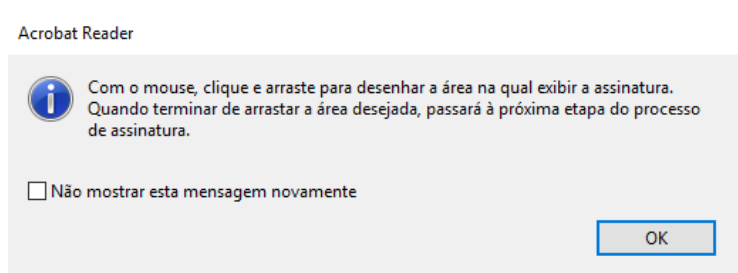 Acrobat Reader
Com o mouse, clique e arraste para desenhar a área na qual exibir a assinatura.
Quando terminar de arrastar a área desejada, passará à próxima etapa do processo
de assinatura.
Não mostrar esta mensagem novamente
OK